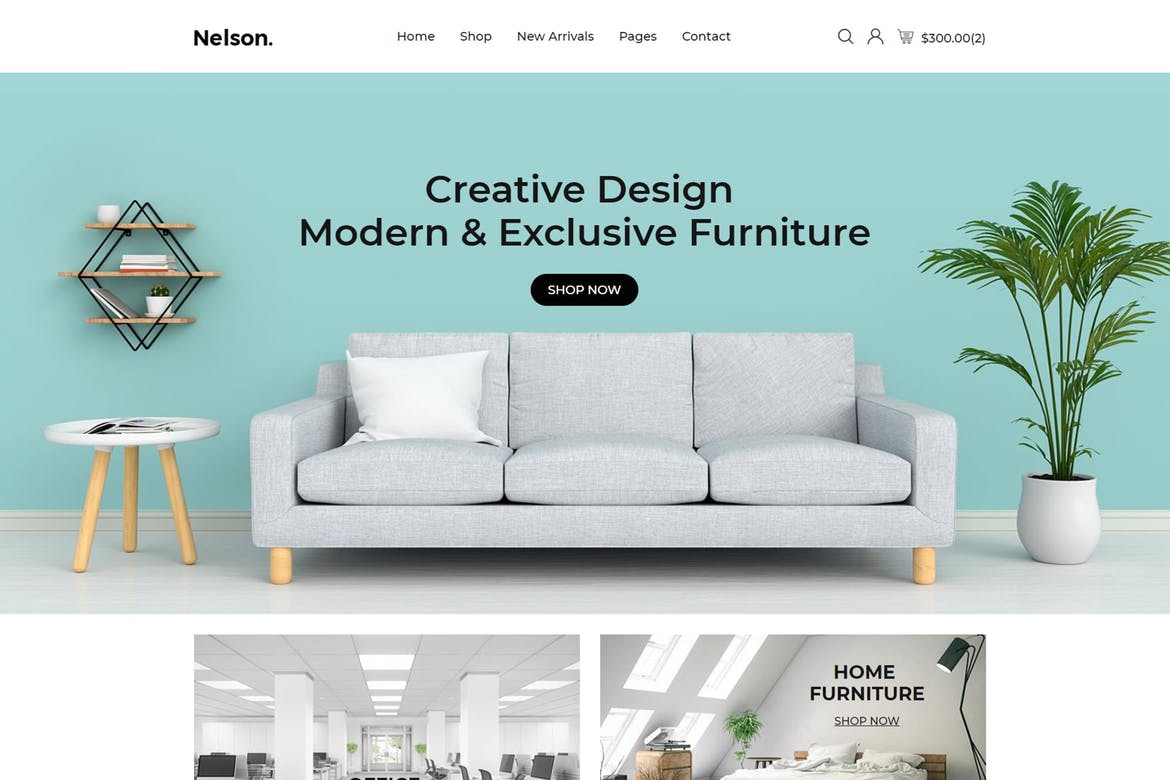 Nelson.
Home Shop New Arrivals Pages Contact
$300.00(2)
Creative Design
Modern & Exclusive Furniture
SHOP NOW
HOME
FURNITURE
SHOP NOW
OFFICE